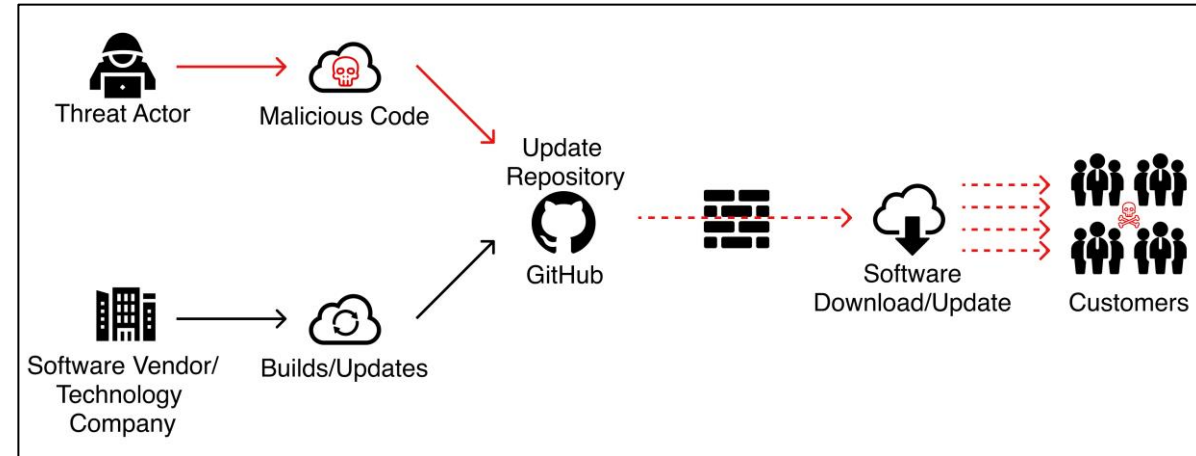 Threat Actor
Malicious Code
Update
Repository
GitHub
Software
Download/Update
Customers
Software Vendor/
Technology
Company
Builds/Updates